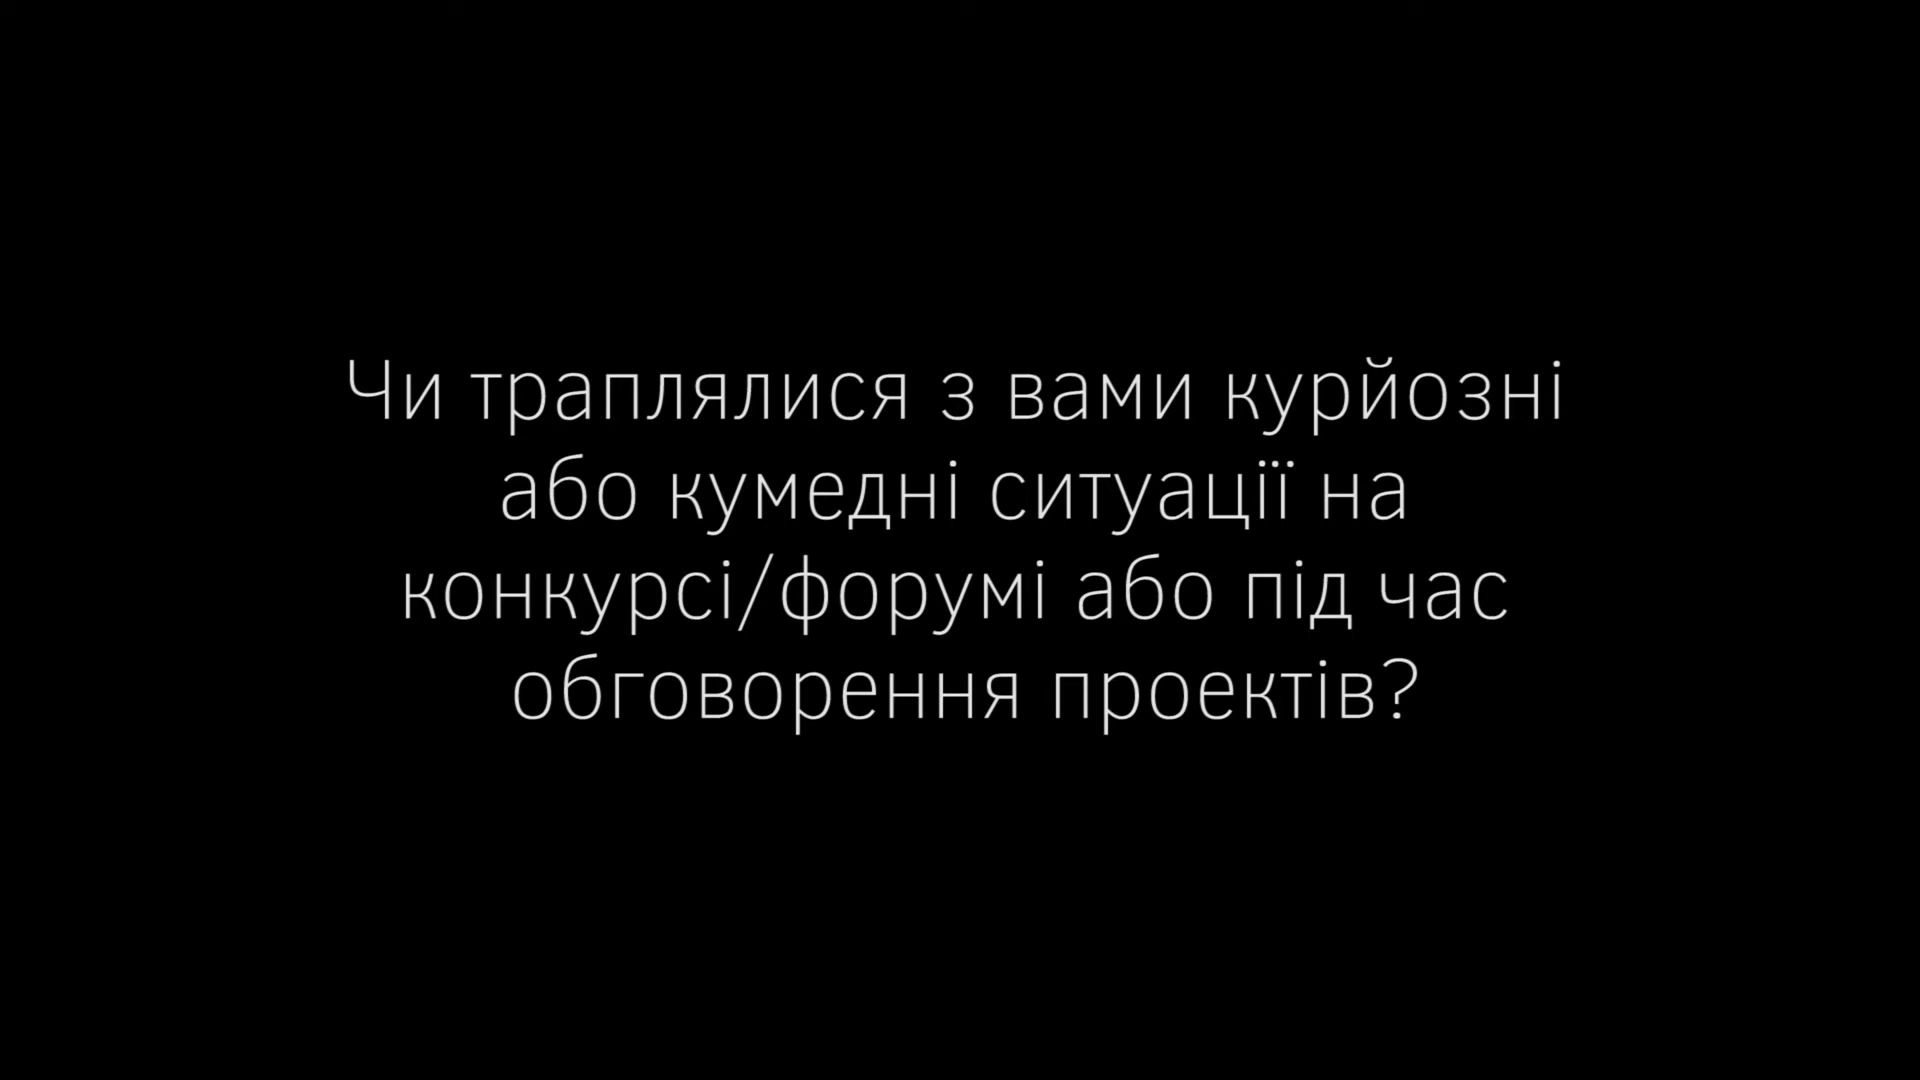 Чи траплялися з вами курйозні
або кумедні ситуації на
конкурсі/форумі або під час
обговорення проектів?